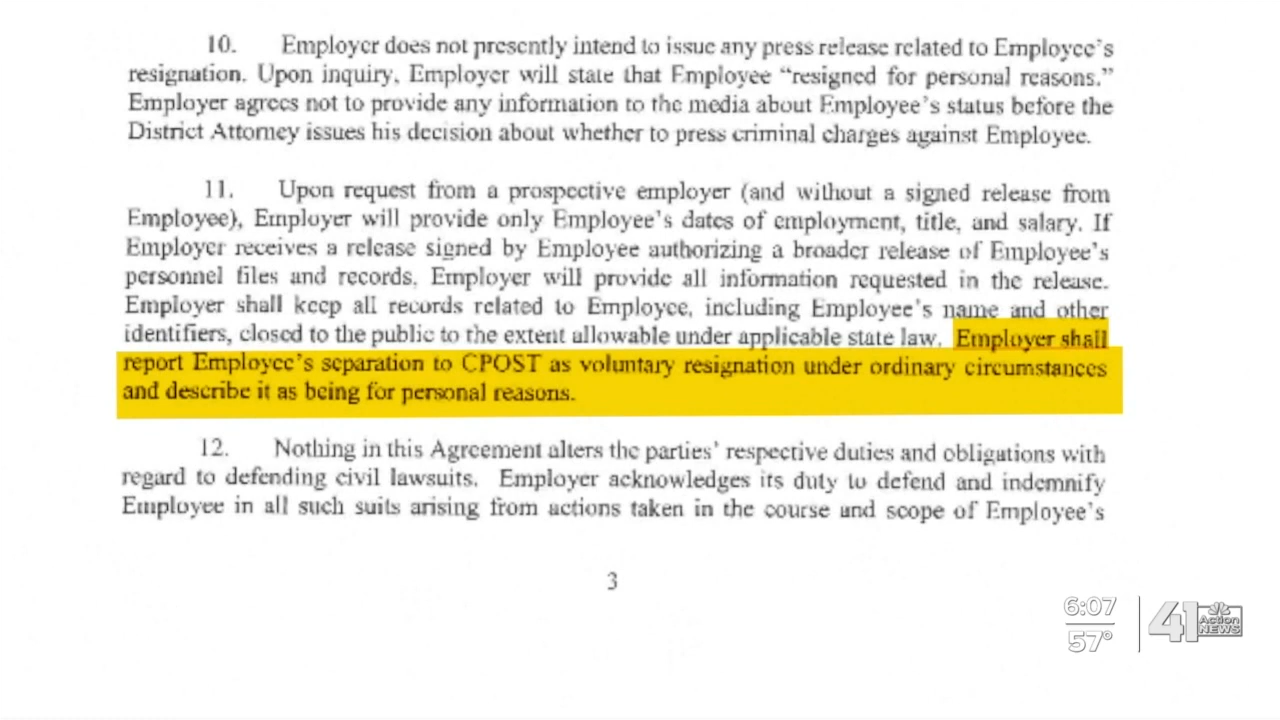 10. Employer does not presently intend to issue any press release related to Employee's
resignation. Upon inquiry, Employer will state that Employee “resigned for personal reasons.”
Employer agrees not to provide any information to the media about Employee's status before the
District Attorney issues his decision about whether to press criminal charges against Employee.
11. Upon request from a prospective employer (and without a signed release from
Employee), Employer will provide only Employee's dates of employment, title, and salary. If
Employer receives a release signed by Employee authorizing a broader release of Employee's
personnel files and records, Employer will provide all information requested in the release.
Employer shall keep all records related to Employee, including Employee's name and other
identifiers, closed to the public to the extent allowable under applicable state law. Employer shall
report Employee's separation to CPOST as voluntary resignation under ordinary circumstances
and describe it as being for personal reasons.
12. Nothing in this Agreement alters the parties' respective duties and obligations with
regard to defending civil lawsuits. Employer acknowledges its duty to defend and indemnify
Employee in all such suits arising from actions taken in the course and scope of Employee's
3
6:07
57°
41 Action NEWS